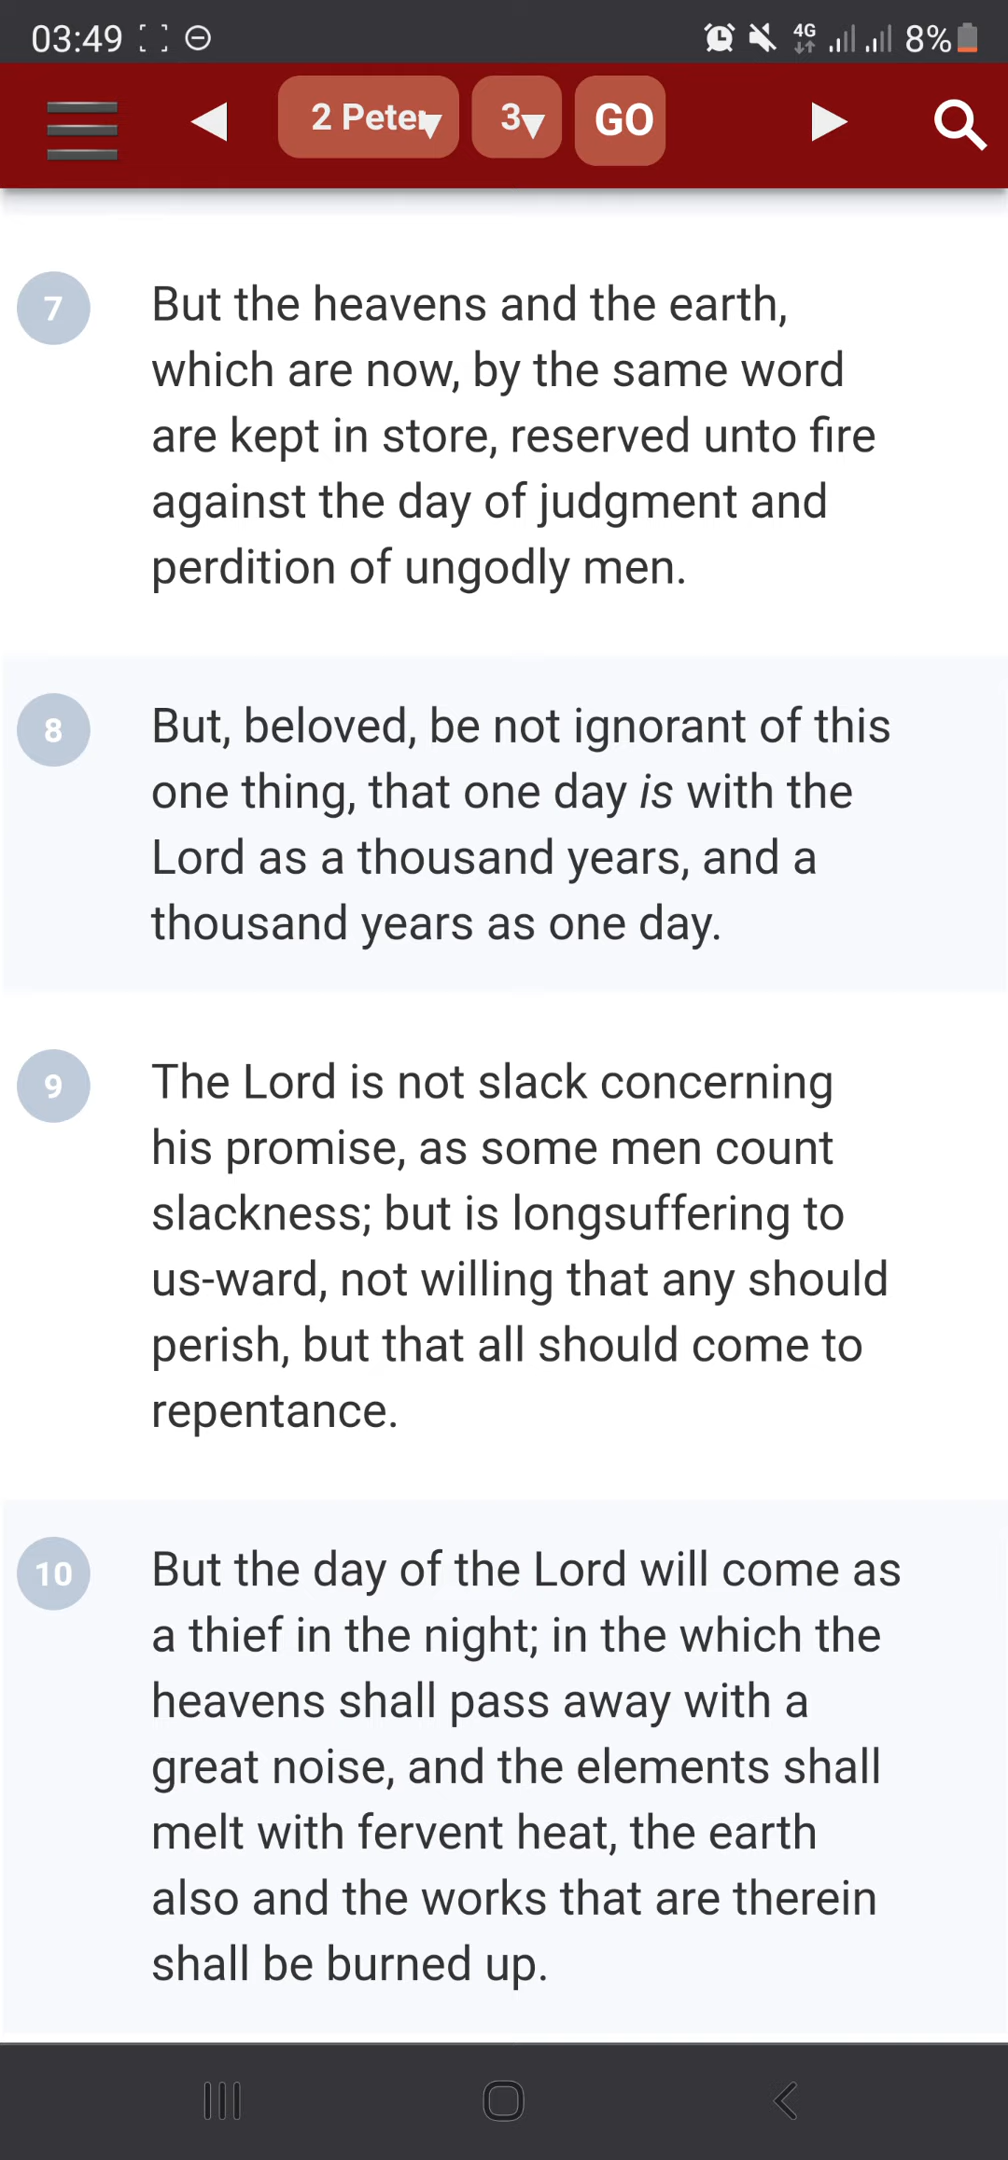 03:49 4G 8%
2 Peter 3 GO
7 But the heavens and the earth,
which are now, by the same word
are kept in store, reserved unto fire
against the day of judgment and
perdition of ungodly men.
8 But, beloved, be not ignorant of this
one thing, that one day is with the
Lord as a thousand years, and a
thousand years as one day.
9 The Lord is not slack concerning
his promise, as some men count
slackness; but is longsuffering to
us-ward, not willing that any should
perish, but that all should come to
repentance.
10 But the day of the Lord will come as
a thief in the night; in the which the
heavens shall pass away with a
great noise, and the elements shall
melt with fervent heat, the earth
also and the works that are therein
shall be burned up.